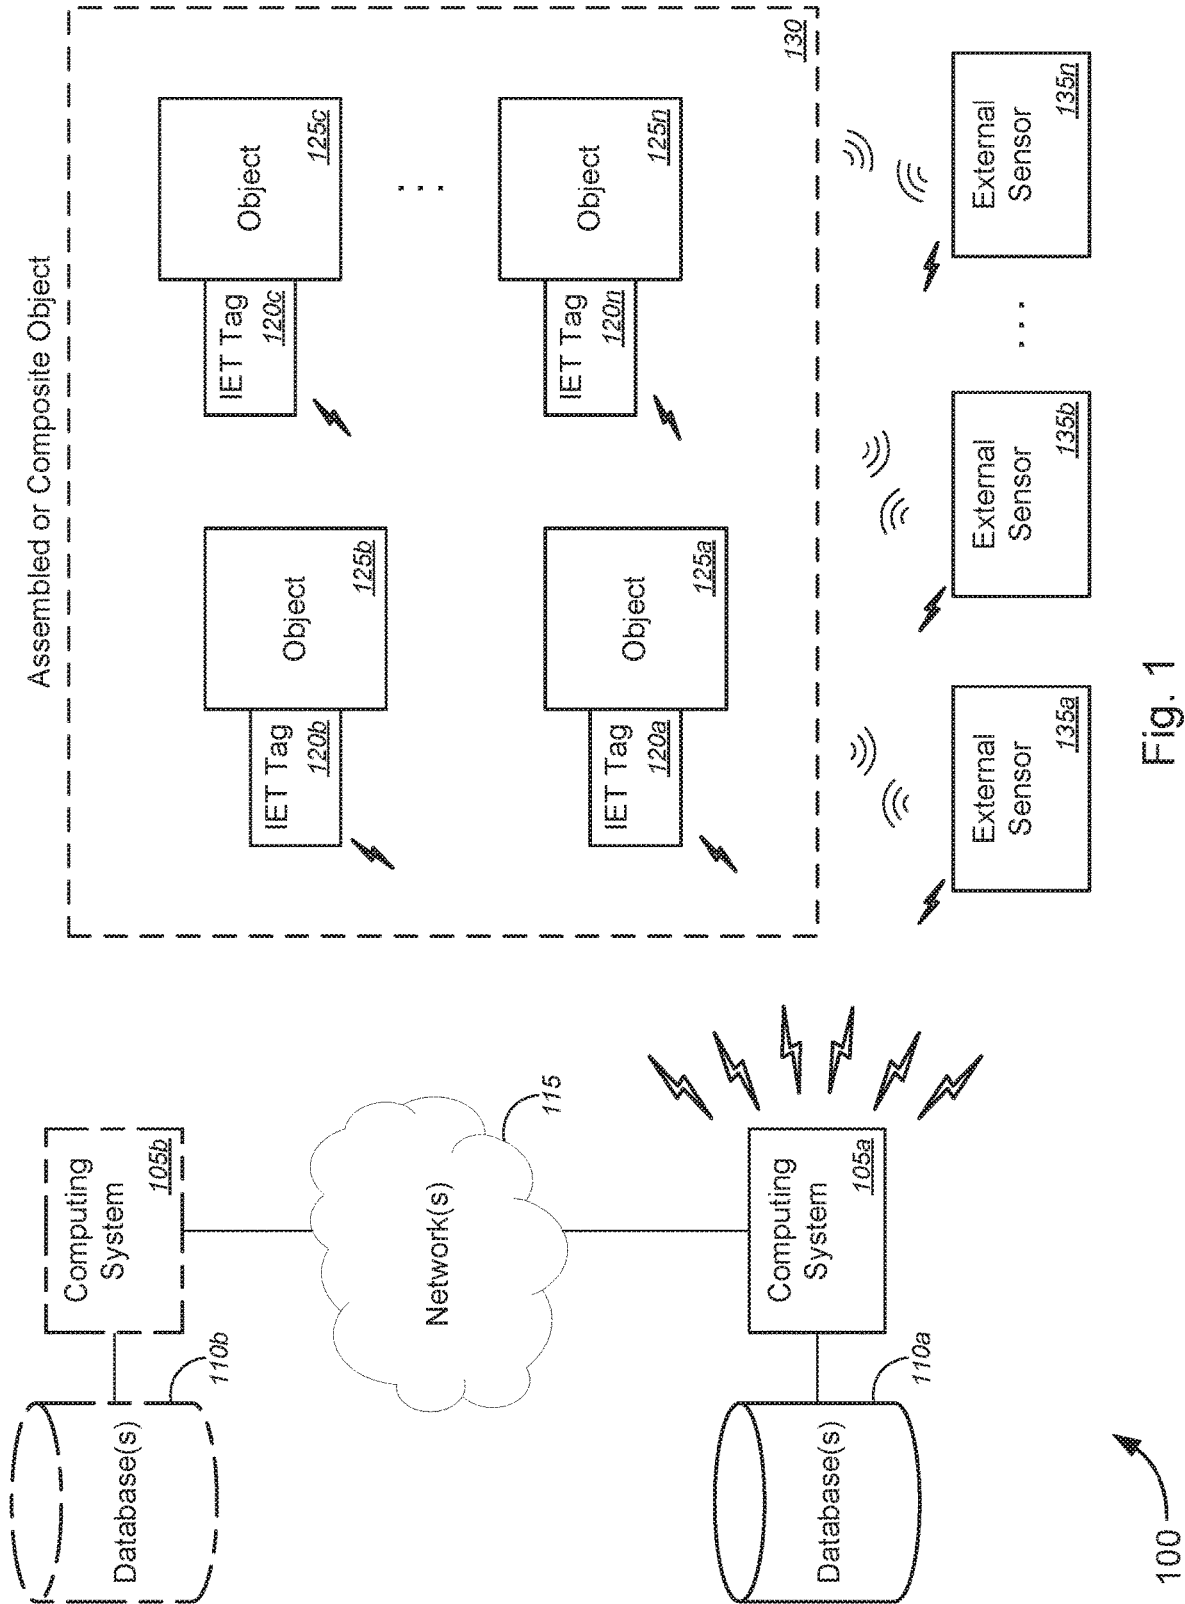 Assembled or Composite Object
Database(s)
110b
Computing
System
105b
IET Tag
120b
Object
125b
IET Tag
120c
Object
125c
. . .
Network(s)
115
IET Tag
120a
Object
125a
IET Tag
120n
Object
125n
130
Database(s)
110a
Computing
System
105a
External
Sensor
135a
External
Sensor
135b
. . .
External
Sensor
135n
100
Fig. 1